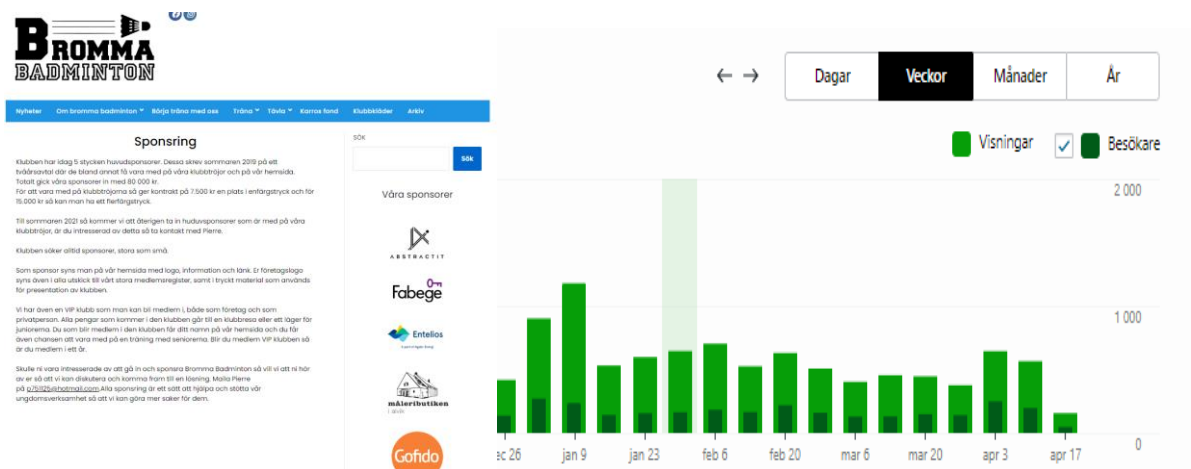 BROMMA
BADMINTON
Nyheter Om bromma badminton Börja träna med oss Träna Tävla Karrox fond Klubbkläder Arkiv
Sponsring
Klubben har idag 5 stycken huvudsponsorer. Dessa skrev sommaren 2019 på ett
tvåårsavtal där de bland annat få vara med på våra klubbtröjor och på vår hemsida.
Totalt gick våra sponsorer in med 80 000 kr.
För att vara med på klubbtröjorna så ger kontrakt på 7.500 kr en plats i enfärgstryck och för
15.000 kr så kan man ha ett flerfärgstryck.
Till sommaren 2021 så kommer vi att återigen ta in huduvsponsorer som är med på våra
klubbtröjor, är du intresserad av detta så ta kontakt med Pierre.
Klubben söker alltid sponsorer, stora som små.
Som sponsor syns man på vår hemsida med logo, information och länk. Er företagslogo
syns även i alla utskick till vårt stora medlemsregister, samt i tryckt material som används
för presentation av klubben.
Vi har även en VIP klubb som man kan bli medlem i, både som företag och som
privatperson. Alla pengar som kommer i den klubben går till en klubbresa eller ett läger för
juniorerna. Du som blir medlem i den klubben får ditt namn på vår hemsida och du får
även chansen att vara med på en träning med seniorerna. Blir du medlem VIP klubben så
är du medlem i ett år.
Skulle ni vara intresserade av att gå in och sponsra Bromma Badminton så vill vi att ni hör
av er så att vi kan diskutera och komma fram till en lösning. Maila Pierre
på p751125@hotmail.com Alla sponsring är ett sätt att hjälpa och stötta vår
ungdomsverksamhet så att vi kan göra mer saker för dem.
SÖK
Sök
Våra sponsorer
ABSTRACTIT
Fabege
Entelios
måleributiken
i alvik
Gofido
← →
Dagar
Veckor
Månader
År
Visningar
Besökare
2 000
1 000
0
ec 26
jan 9
jan 23
feb 6
feb 20
mar 6
mar 20
apr 3
apr 17